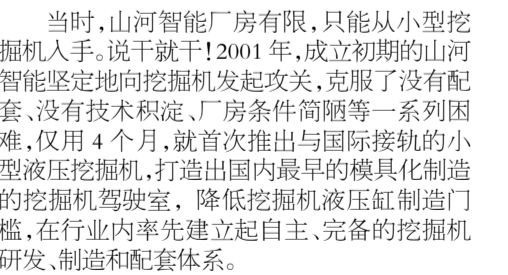 当时,山河智能厂房有限,只能从小型挖
掘机入手。说干就干!2001年,成立初期的山河
智能坚定地向挖掘机发起攻关,克服了没有配
套、没有技术积淀、厂房条件简陋等一系列困
难,仅用4个月,就首次推出与国际接轨的小
型液压挖掘机,打造出国内最早的模具化制造
的挖掘机驾驶室,降低挖掘机液压缸制造门
槛,在行业内率先建立起自主、完备的挖掘机
研发、制造和配套体系。